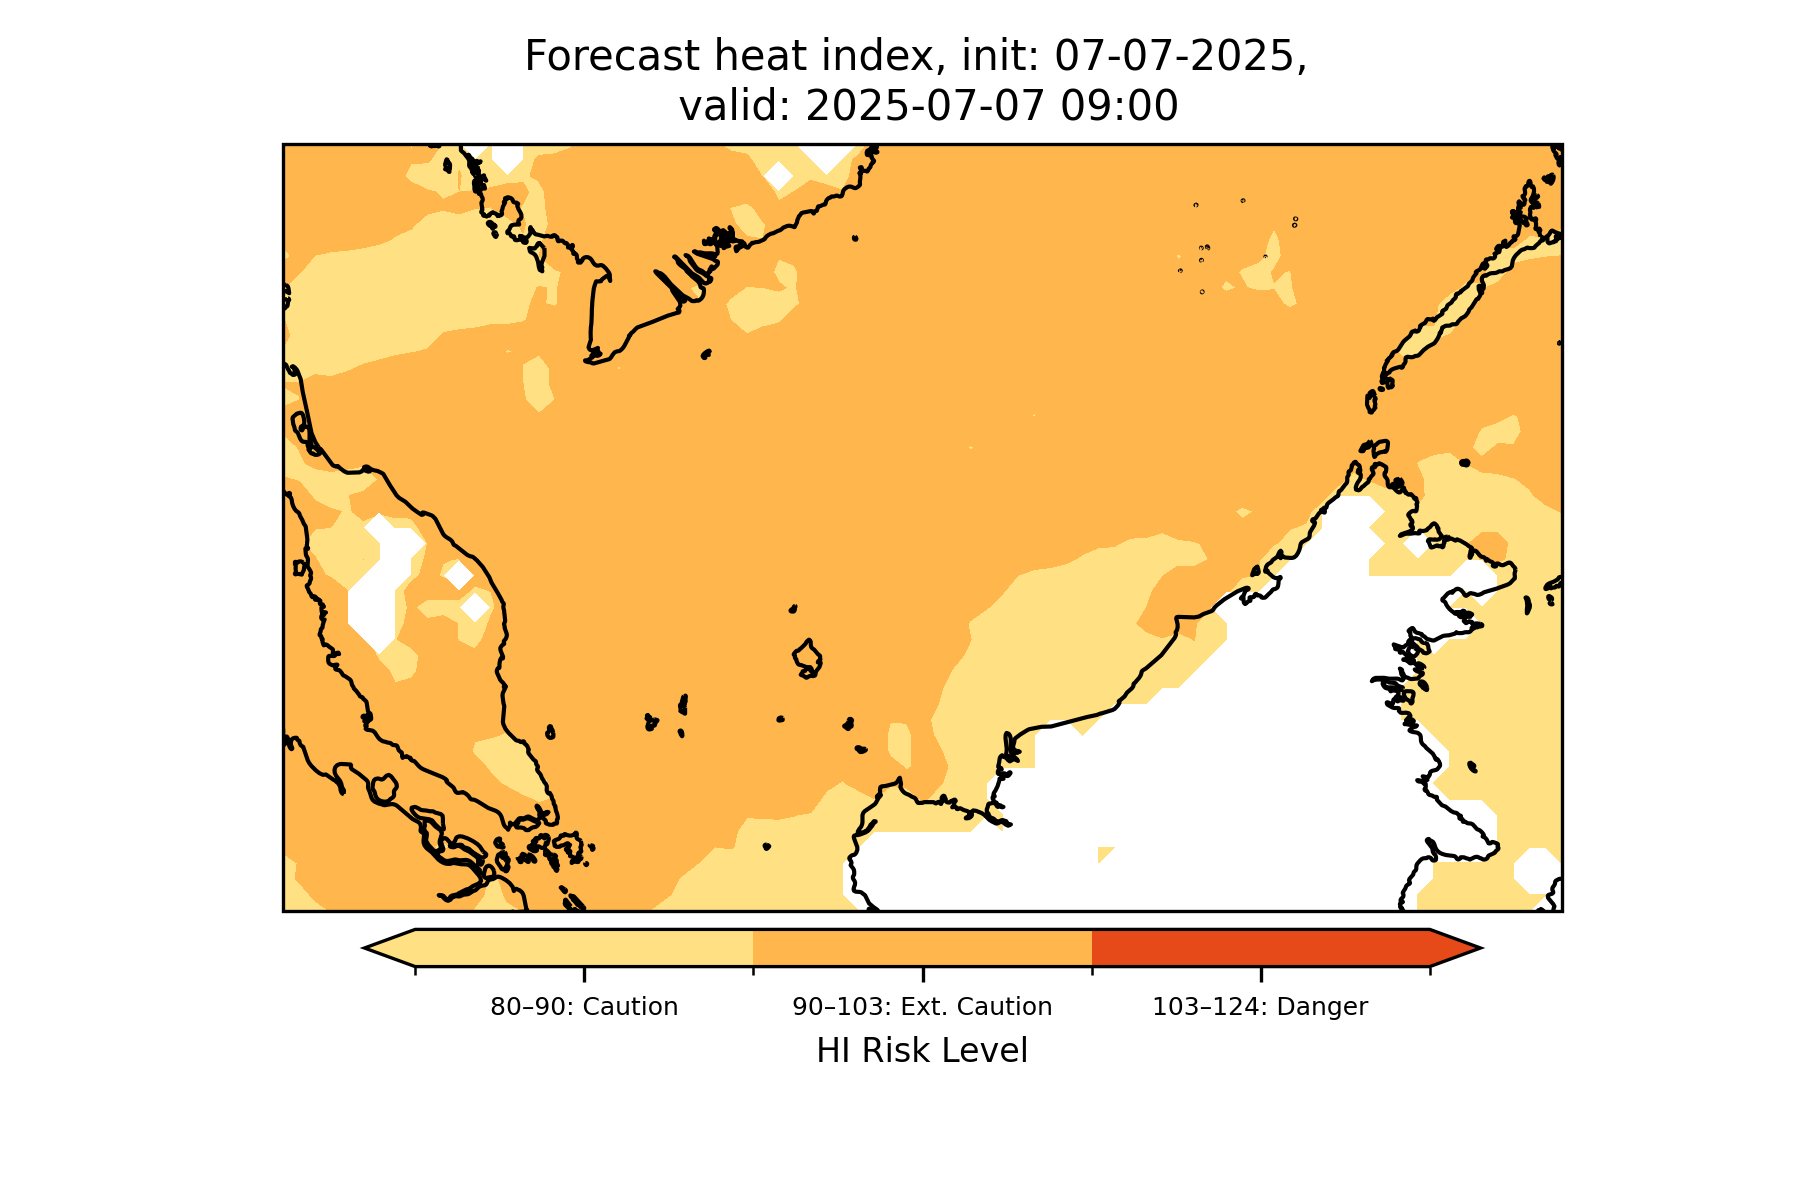 Forecast heat index, init: 07-07-2025,
valid: 2025-07-07 09:00
80–90: Caution
90–103: Ext. Caution
103–124: Danger
HI Risk Level